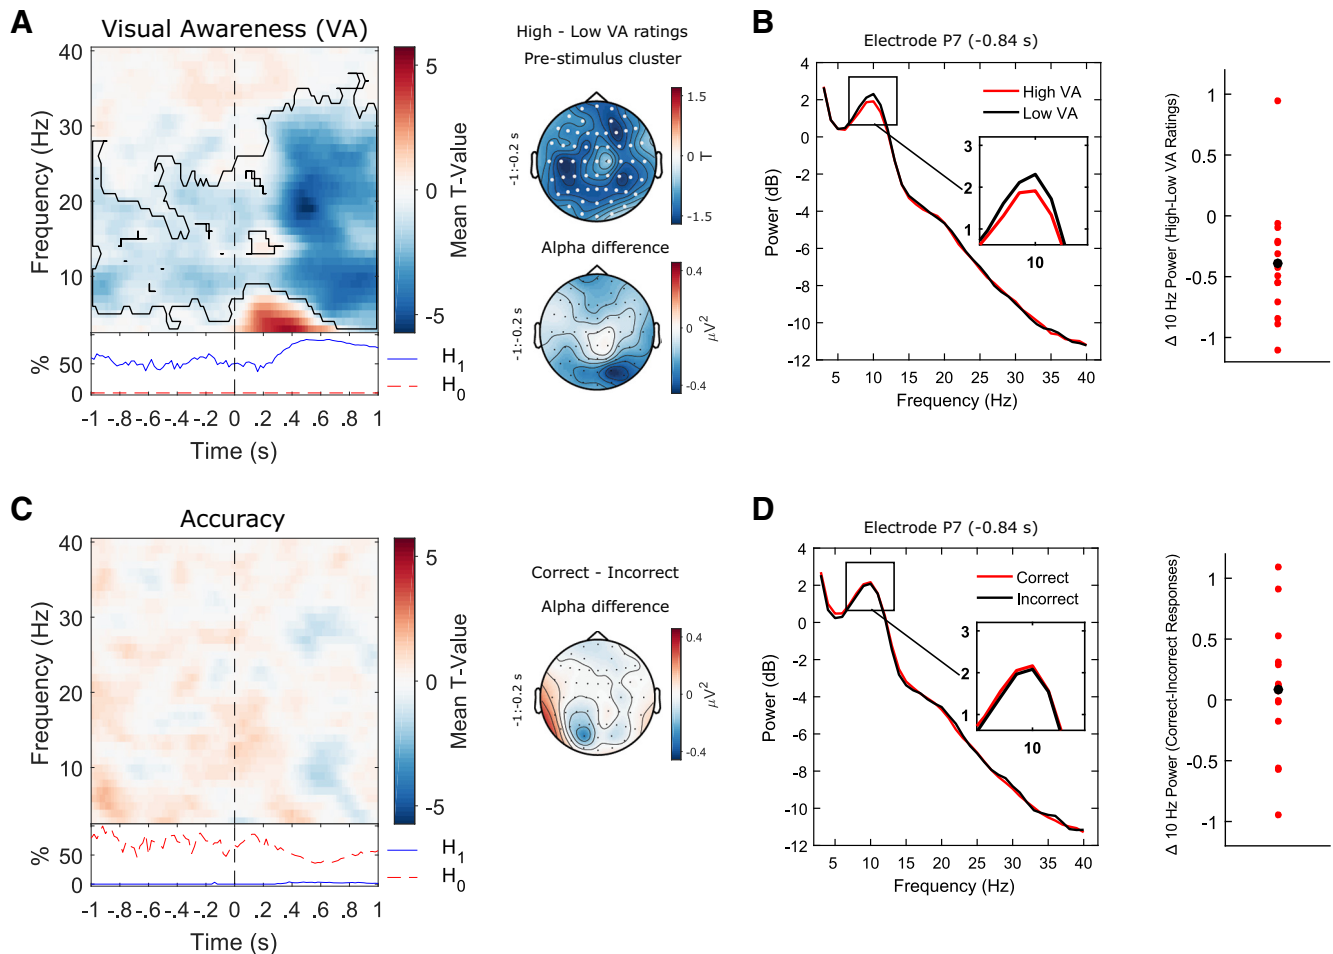 A
Visual Awareness (VA)
40
30
20
10
Frequency (Hz)
5
0
-5
Mean T-Value
%
50
0
H1
H0
-1 -.8 -.6 -.4 -.2 0 .2 .4 .6 .8 1
Time (s)
High - Low VA ratings
Pre-stimulus cluster
-1:-0.2 s
1.5
0
-1.5
T
Alpha difference
-1:-0.2 s
0.4
0
-0.4
μV2
B
Electrode P7 (-0.84 s)
4
2
0
-2
-4
-6
-8
-10
-12
Power (dB)
High VA
Low VA
3
2
1
10
5 10 15 20 25 30 35 40
Frequency (Hz)
Δ 10 Hz Power (High-Low VA Ratings)
1
0.5
0
-0.5
-1
C
Accuracy
40
30
20
10
Frequency (Hz)
5
0
-5
Mean T-Value
%
50
0
H1
H0
-1 -.8 -.6 -.4 -.2 0 .2 .4 .6 .8 1
Time (s)
Correct - Incorrect
Alpha difference
-1:-0.2 s
0.4
0
-0.4
μV2
D
Electrode P7 (-0.84 s)
4
2
0
-2
-4
-6
-8
-10
-12
Power (dB)
Correct
Incorrect
3
2
1
10
5 10 15 20 25 30 35 40
Frequency (Hz)
Δ 10 Hz Power (Correct-Incorrect Responses)
1
0.5
0
-0.5
-1